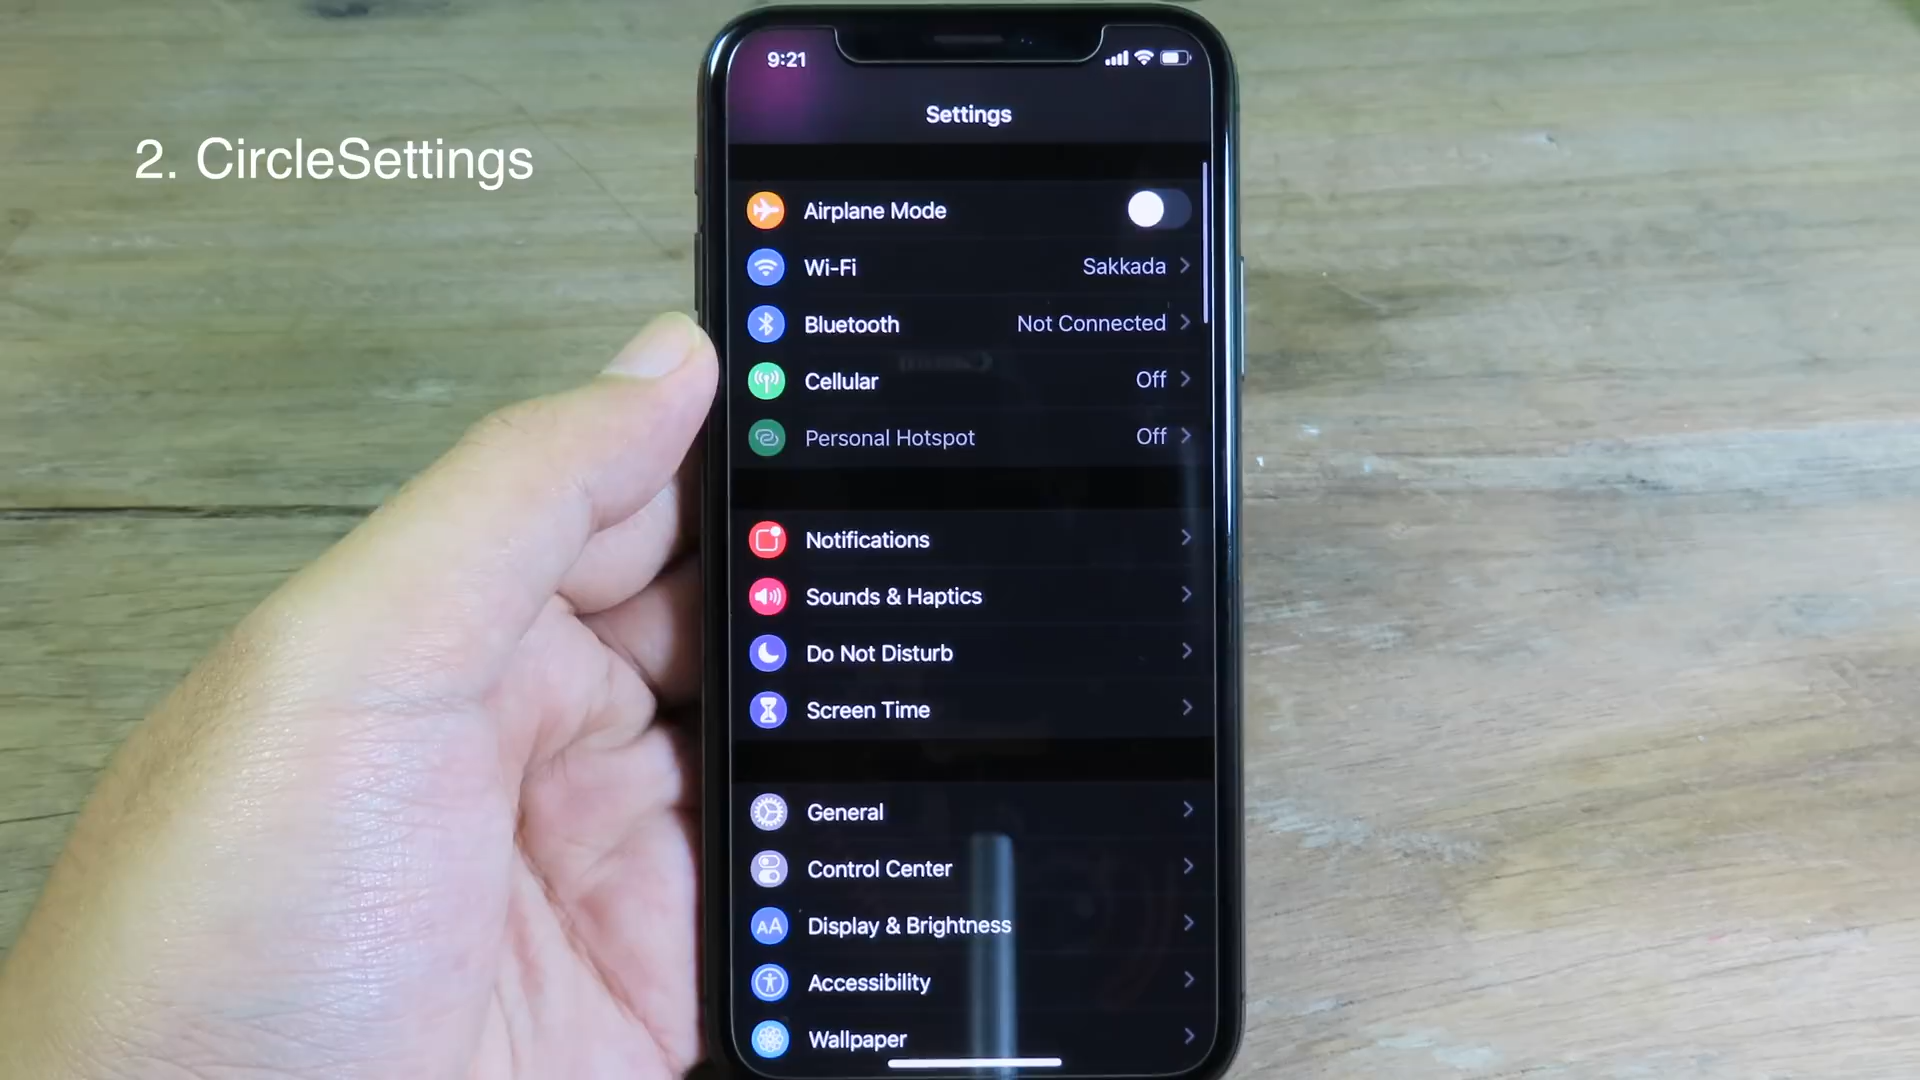 2. CircleSettings
9:21
Settings
Airplane Mode
Wi-Fi Sakkada
Bluetooth Not Connected
Cellular Off
Personal Hotspot Off
Notifications
Sounds & Haptics
Do Not Disturb
Screen Time
General
Control Center
AA Display & Brightness
Accessibility
Wallpaper